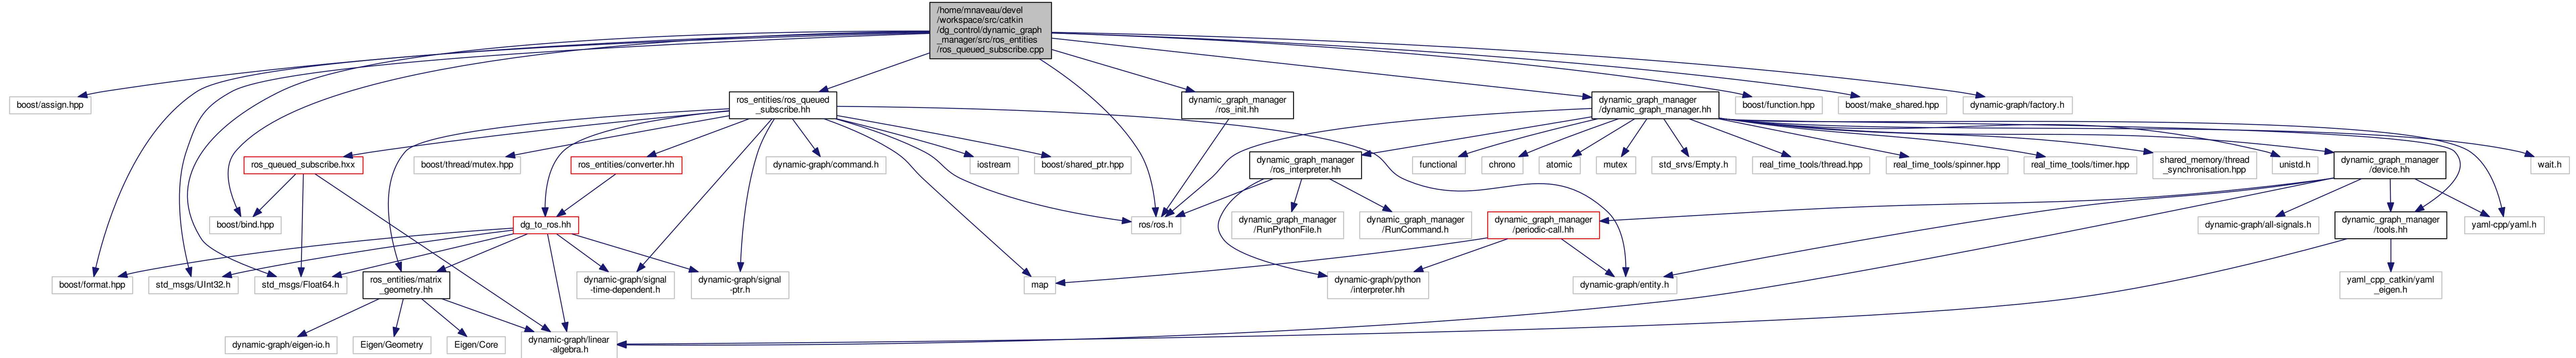 /home/mnaveau/devel
/workspace/src/catkin
/dg_control/dynamic_graph
_manager/src/ros_entities
/ros_queued_subscribe.cpp
boost/assign.hpp
ros_entities/ros_queued
_subscribe.hh
dynamic_graph_manager
/ros_init.hh
dynamic_graph_manager
/dynamic_graph_manager.hh
boost/function.hpp
boost/make_shared.hpp
dynamic-graph/factory.h
ros_queued_subscribe.hxx
boost/thread/mutex.hpp
ros_entities/converter.hh
dynamic-graph/command.h
iostream
boost/shared_ptr.hpp
dynamic_graph_manager
/ros_interpreter.hh
functional
chrono
atomic
mutex
std_srvs/Empty.h
real_time_tools/thread.hpp
real_time_tools/spinner.hpp
real_time_tools/timer.hpp
shared_memory/thread
_synchronisation.hpp
unistd.h
dynamic_graph_manager
/device.hh
wait.h
boost/bind.hpp
dg_to_ros.hh
ros/ros.h
dynamic_graph_manager
/RunPythonFile.h
dynamic_graph_manager
/RunCommand.h
dynamic_graph_manager
/periodic-call.hh
dynamic-graph/all-signals.h
dynamic_graph_manager
/tools.hh
yaml-cpp/yaml.h
boost/format.hpp
std_msgs/UInt32.h
std_msgs/Float64.h
ros_entities/matrix
_geometry.hh
dynamic-graph/signal
-time-dependent.h
dynamic-graph/signal
-ptr.h
map
dynamic-graph/python
/interpreter.hh
dynamic-graph/entity.h
yaml_cpp_catkin/yaml
_eigen.h
dynamic-graph/eigen-io.h
Eigen/Geometry
Eigen/Core
dynamic-graph/linear
-algebra.h